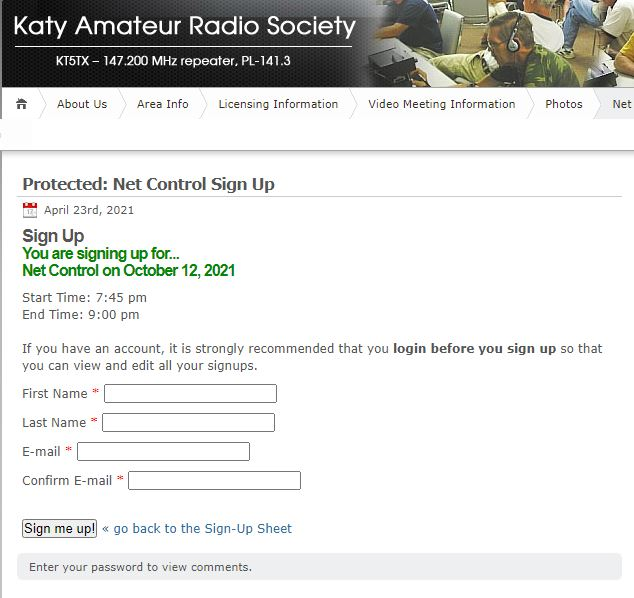 Katy Amateur Radio Society
KT5TX – 147.200 MHz repeater, PL-141.3
About Us
Area Info
Licensing Information
Video Meeting Information
Photos
Net
Protected: Net Control Sign Up
April 23rd, 2021
Sign Up
You are signing up for...
Net Control on October 12, 2021
Start Time: 7:45 pm
End Time: 9:00 pm
If you have an account, it is strongly recommended that you login before you sign up so that
you can view and edit all your signups.
First Name *
Last Name *
E-mail *
Confirm E-mail *
Sign me up! « go back to the Sign-Up Sheet
Enter your password to view comments.